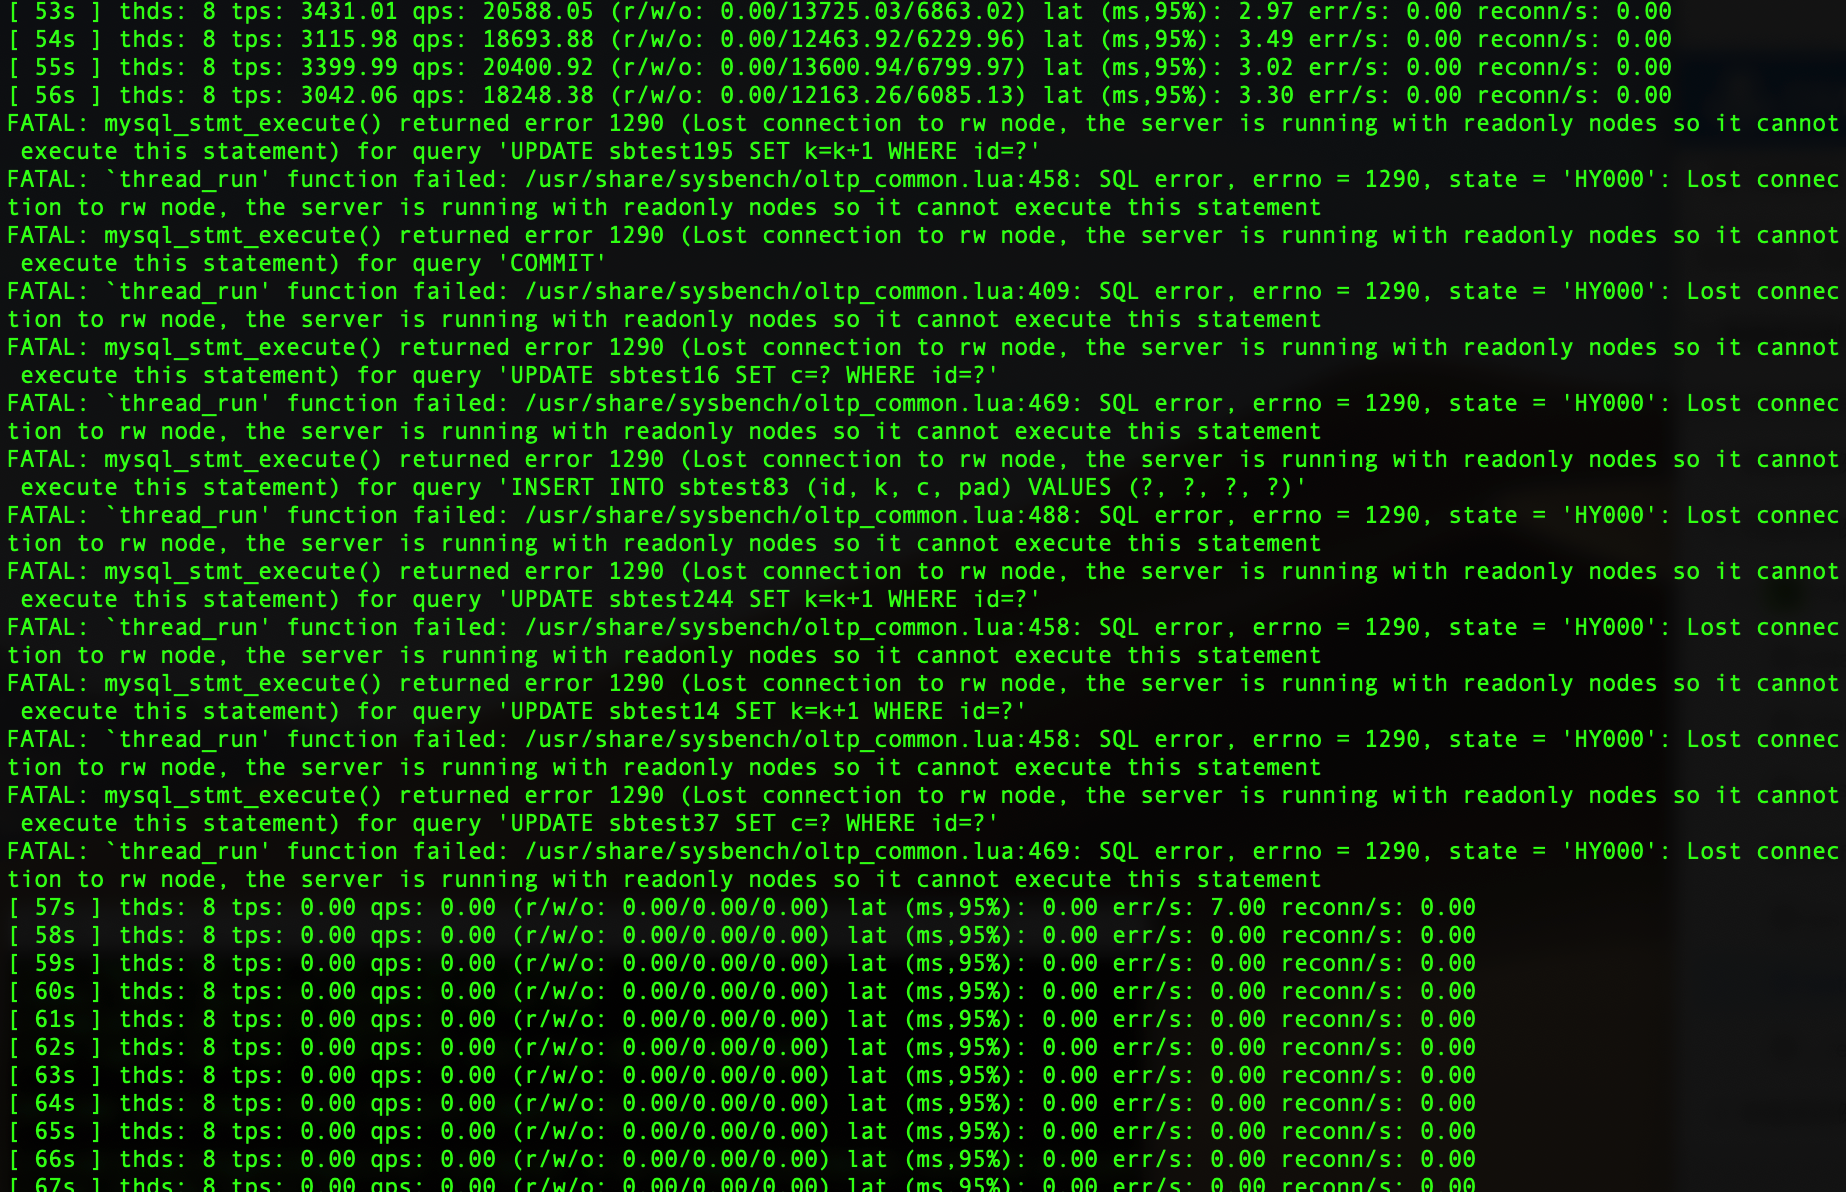 [ 53s ] thds: 8 tps: 3431.01 qps: 20588.05 (r/w/o: 0.00/13725.03/6863.02) lat (ms,95%): 2.97 err/s: 0.00 reconn/s: 0.00
[ 54s ] thds: 8 tps: 3115.98 qps: 18693.88 (r/w/o: 0.00/12463.92/6229.96) lat (ms,95%): 3.49 err/s: 0.00 reconn/s: 0.00
[ 55s ] thds: 8 tps: 3399.99 qps: 20400.92 (r/w/o: 0.00/13600.94/6799.97) lat (ms,95%): 3.02 err/s: 0.00 reconn/s: 0.00
[ 56s ] thds: 8 tps: 3042.06 qps: 18248.38 (r/w/o: 0.00/12163.26/6085.13) lat (ms,95%): 3.30 err/s: 0.00 reconn/s: 0.00
FATAL: mysql_stmt_execute() returned error 1290 (Lost connection to rw node, the server is running with readonly nodes so it cannot
 execute this statement) for query 'UPDATE sbtest195 SET k=k+1 WHERE id=?'
FATAL: `thread_run' function failed: /usr/share/sysbench/oltp_common.lua:458: SQL error, errno = 1290, state = 'HY000': Lost connec
tion to rw node, the server is running with readonly nodes so it cannot execute this statement
FATAL: mysql_stmt_execute() returned error 1290 (Lost connection to rw node, the server is running with readonly nodes so it cannot
 execute this statement) for query 'COMMIT'
FATAL: `thread_run' function failed: /usr/share/sysbench/oltp_common.lua:409: SQL error, errno = 1290, state = 'HY000': Lost connec
tion to rw node, the server is running with readonly nodes so it cannot execute this statement
FATAL: mysql_stmt_execute() returned error 1290 (Lost connection to rw node, the server is running with readonly nodes so it cannot
 execute this statement) for query 'UPDATE sbtest16 SET c=? WHERE id=?'
FATAL: `thread_run' function failed: /usr/share/sysbench/oltp_common.lua:469: SQL error, errno = 1290, state = 'HY000': Lost connec
tion to rw node, the server is running with readonly nodes so it cannot execute this statement
FATAL: mysql_stmt_execute() returned error 1290 (Lost connection to rw node, the server is running with readonly nodes so it cannot
 execute this statement) for query 'INSERT INTO sbtest83 (id, k, c, pad) VALUES (?, ?, ?, ?)'
FATAL: `thread_run' function failed: /usr/share/sysbench/oltp_common.lua:488: SQL error, errno = 1290, state = 'HY000': Lost connec
tion to rw node, the server is running with readonly nodes so it cannot execute this statement
FATAL: mysql_stmt_execute() returned error 1290 (Lost connection to rw node, the server is running with readonly nodes so it cannot
 execute this statement) for query 'UPDATE sbtest244 SET k=k+1 WHERE id=?'
FATAL: `thread_run' function failed: /usr/share/sysbench/oltp_common.lua:458: SQL error, errno = 1290, state = 'HY000': Lost connec
tion to rw node, the server is running with readonly nodes so it cannot execute this statement
FATAL: mysql_stmt_execute() returned error 1290 (Lost connection to rw node, the server is running with readonly nodes so it cannot
 execute this statement) for query 'UPDATE sbtest14 SET k=k+1 WHERE id=?'
FATAL: `thread_run' function failed: /usr/share/sysbench/oltp_common.lua:458: SQL error, errno = 1290, state = 'HY000': Lost connec
tion to rw node, the server is running with readonly nodes so it cannot execute this statement
FATAL: mysql_stmt_execute() returned error 1290 (Lost connection to rw node, the server is running with readonly nodes so it cannot
 execute this statement) for query 'UPDATE sbtest37 SET c=? WHERE id=?'
FATAL: `thread_run' function failed: /usr/share/sysbench/oltp_common.lua:469: SQL error, errno = 1290, state = 'HY000': Lost connec
tion to rw node, the server is running with readonly nodes so it cannot execute this statement
[ 57s ] thds: 8 tps: 0.00 qps: 0.00 (r/w/o: 0.00/0.00/0.00) lat (ms,95%): 0.00 err/s: 7.00 reconn/s: 0.00
[ 58s ] thds: 8 tps: 0.00 qps: 0.00 (r/w/o: 0.00/0.00/0.00) lat (ms,95%): 0.00 err/s: 0.00 reconn/s: 0.00
[ 59s ] thds: 8 tps: 0.00 qps: 0.00 (r/w/o: 0.00/0.00/0.00) lat (ms,95%): 0.00 err/s: 0.00 reconn/s: 0.00
[ 60s ] thds: 8 tps: 0.00 qps: 0.00 (r/w/o: 0.00/0.00/0.00) lat (ms,95%): 0.00 err/s: 0.00 reconn/s: 0.00
[ 61s ] thds: 8 tps: 0.00 qps: 0.00 (r/w/o: 0.00/0.00/0.00) lat (ms,95%): 0.00 err/s: 0.00 reconn/s: 0.00
[ 62s ] thds: 8 tps: 0.00 qps: 0.00 (r/w/o: 0.00/0.00/0.00) lat (ms,95%): 0.00 err/s: 0.00 reconn/s: 0.00
[ 63s ] thds: 8 tps: 0.00 qps: 0.00 (r/w/o: 0.00/0.00/0.00) lat (ms,95%): 0.00 err/s: 0.00 reconn/s: 0.00
[ 64s ] thds: 8 tps: 0.00 qps: 0.00 (r/w/o: 0.00/0.00/0.00) lat (ms,95%): 0.00 err/s: 0.00 reconn/s: 0.00
[ 65s ] thds: 8 tps: 0.00 qps: 0.00 (r/w/o: 0.00/0.00/0.00) lat (ms,95%): 0.00 err/s: 0.00 reconn/s: 0.00
[ 66s ] thds: 8 tps: 0.00 qps: 0.00 (r/w/o: 0.00/0.00/0.00) lat (ms,95%): 0.00 err/s: 0.00 reconn/s: 0.00
[ 67s ] thds: 8 tps: 0.00 qps: 0.00 (r/w/o: 0.00/0.00/0.00) lat (ms,95%): 0.00 err/s: 0.00 reconn/s: 0.00